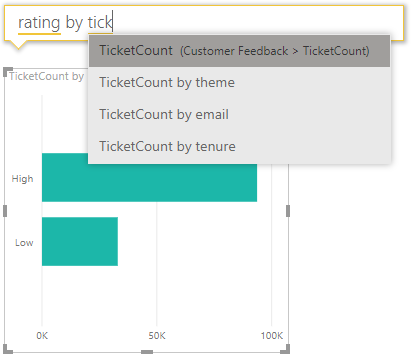 rating by tick
TicketCount (Customer Feedback > TicketCount)
TicketCount by theme
TicketCount by email
TicketCount by tenure
TicketCount by
High
Low
0K 50K 100K